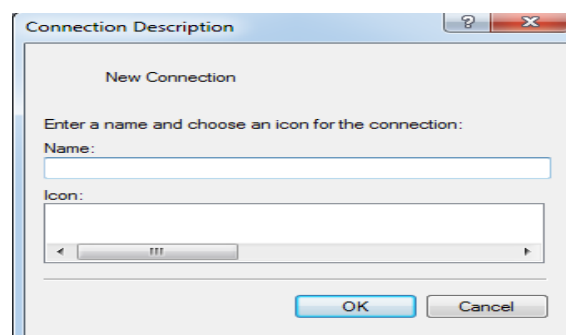 Connection Description
New Connection
Enter a name and choose an icon for the connection:
Name:
Icon:
OK Cancel